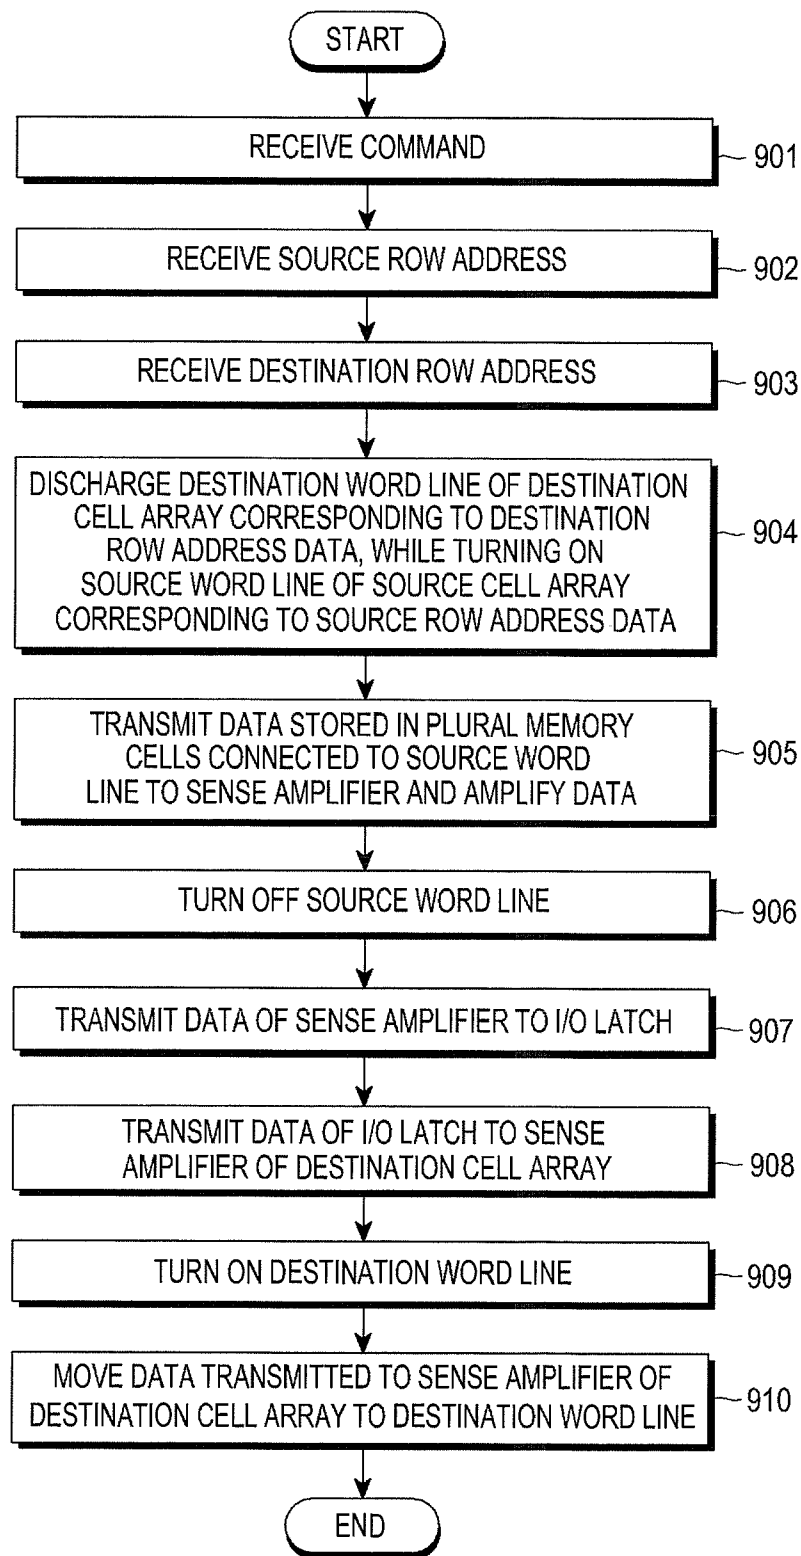 START
RECEIVE COMMAND
901
RECEIVE SOURCE ROW ADDRESS
902
RECEIVE DESTINATION ROW ADDRESS
903
DISCHARGE DESTINATION WORD LINE OF DESTINATION
CELL ARRAY CORRESPONDING TO DESTINATION
ROW ADDRESS DATA, WHILE TURNING ON
SOURCE WORD LINE OF SOURCE CELL ARRAY
CORRESPONDING TO SOURCE ROW ADDRESS DATA
904
TRANSMIT DATA STORED IN PLURAL MEMORY
CELLS CONNECTED TO SOURCE WORD
LINE TO SENSE AMPLIFIER AND AMPLIFY DATA
905
TURN OFF SOURCE WORD LINE
906
TRANSMIT DATA OF SENSE AMPLIFIER TO I/O LATCH
907
TRANSMIT DATA OF I/O LATCH TO SENSE
AMPLIFIER OF DESTINATION CELL ARRAY
908
TURN ON DESTINATION WORD LINE
909
MOVE DATA TRANSMITTED TO SENSE AMPLIFIER OF
DESTINATION CELL ARRAY TO DESTINATION WORD LINE
910
END